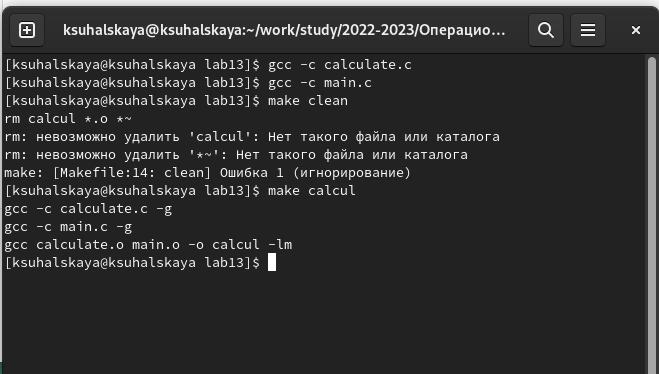 ksuhalskaya@ksuhalskaya:~/work/study/2022-2023/Операцио...
[ksuhalskaya@ksuhalskaya lab13]$ gcc -c calculate.c
[ksuhalskaya@ksuhalskaya lab13]$ gcc -c main.c
[ksuhalskaya@ksuhalskaya lab13]$ make clean
rm calcul *.o *~
rm: невозможно удалить 'calcul': Нет такого файла или каталога
rm: невозможно удалить '*~': Нет такого файла или каталога
make: [Makefile:14: clean] Ошибка 1 (игнорирование)
[ksuhalskaya@ksuhalskaya lab13]$ make calcul
gcc -c calculate.c -g
gcc -c main.c -g
gcc calculate.o main.o -o calcul -lm
[ksuhalskaya@ksuhalskaya lab13]$